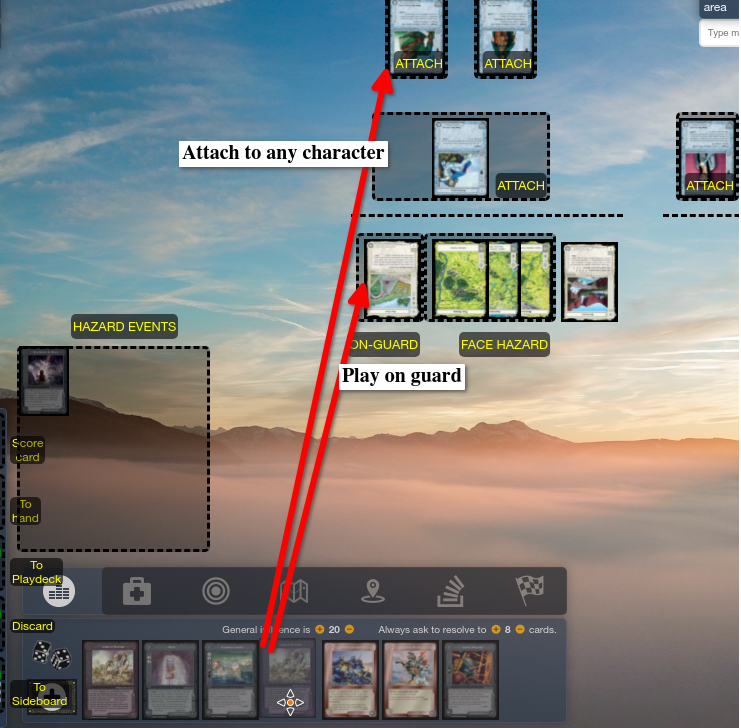 area
Type m
ATTACH
ATTACH
Attach to any character
ATTACH
ATTACH
HAZARD EVENTS
ON-GUARD
FACE HAZARD
Play on guard
Score
card
To
hand
To
Playdeck
Discard
General influence is 20
Always ask to resolve to 8 cards.
To
Sideboard